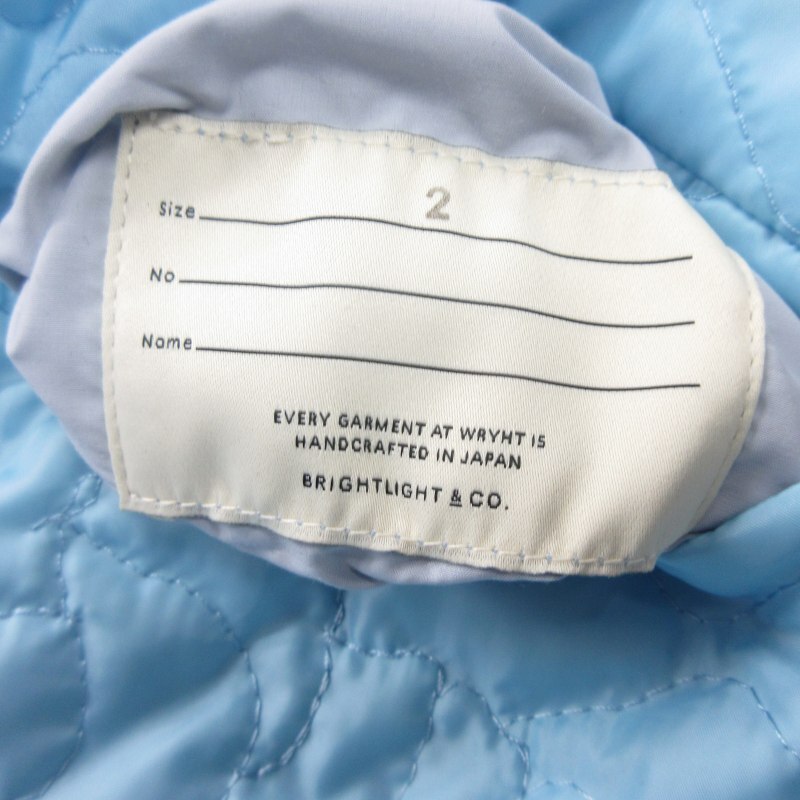 Size 2
No
Name
EVERY GARMENT AT WRYHT IS
HANDCRAFTED IN JAPAN
BRIGHTLIGHT & CO.